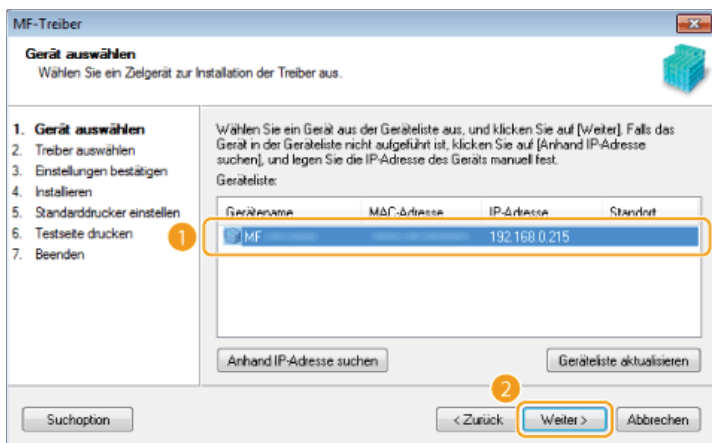 MF-Treiber
Gerät auswählen
Wählen Sie ein Zielgerät zur Installation der Treiber aus.
1. Gerät auswählen
2. Treiber auswählen
3. Einstellungen bestätigen
4. Installieren
5. Standarddrucker einstellen
6. Testseite drucken
7. Beenden
Wählen Sie ein Gerät aus der Geräteliste aus, und klicken Sie auf [Weiter]. Falls das
Gerät in der Geräteliste nicht aufgeführt ist, klicken Sie auf [Anhand IP-Adresse
suchen], und legen Sie die IP-Adresse des Geräts manuell fest.
Geräteliste:
Gerätename MAC-Adresse IP-Adresse Standort
1
MF 192.168.0.215
Anhand IP-Adresse suchen Geräteliste aktualisieren
2
Suchoption < Zurück Weiter > Abbrechen